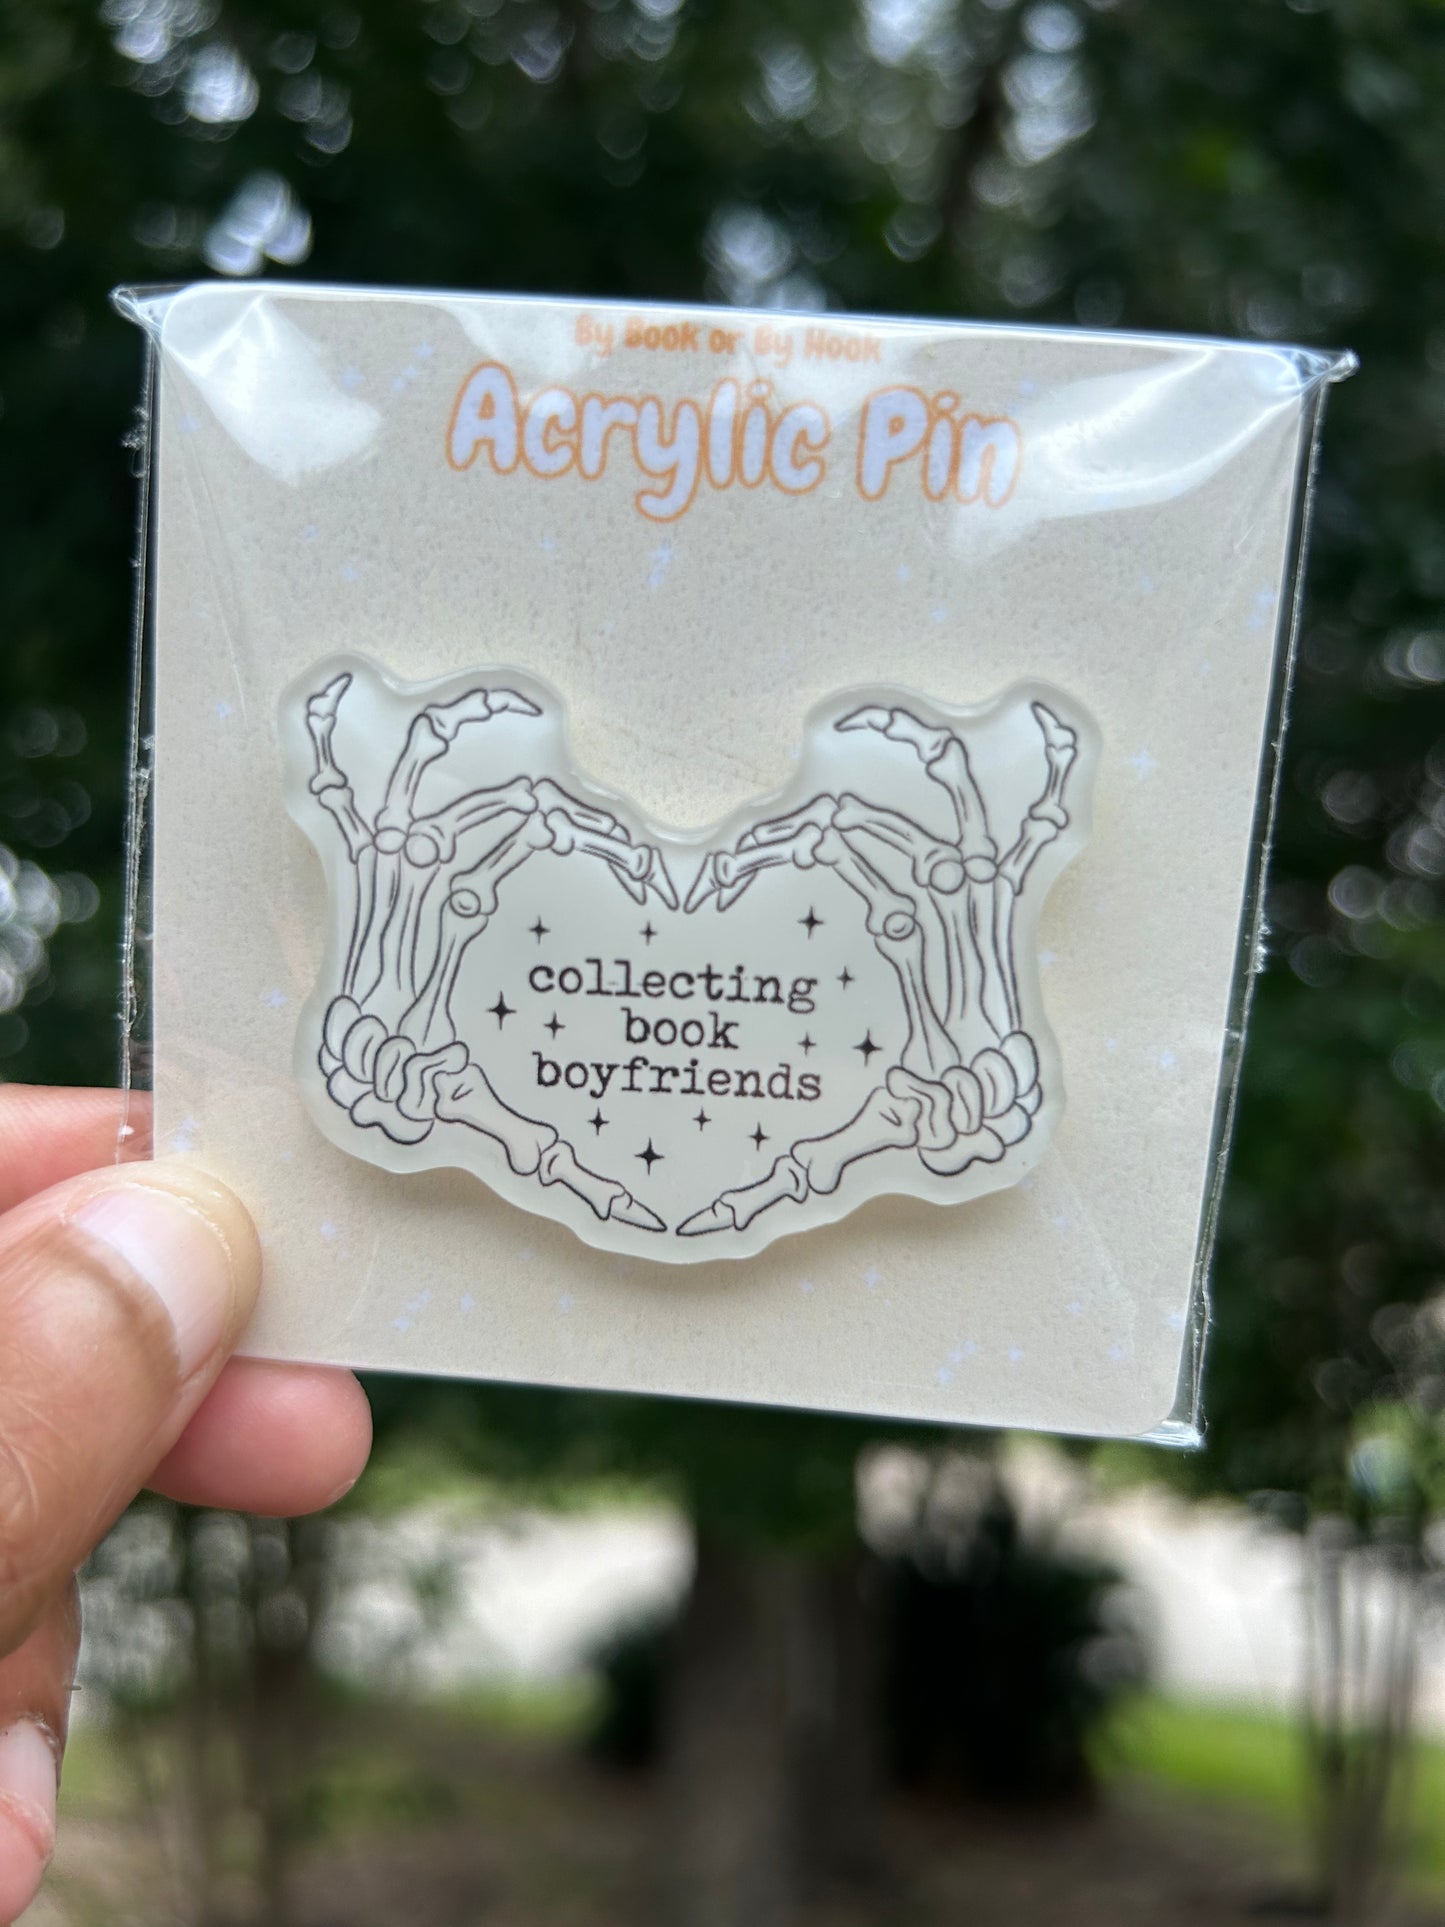 By Book or By Hook
Acrylic Pin
collecting
book
boyfriends